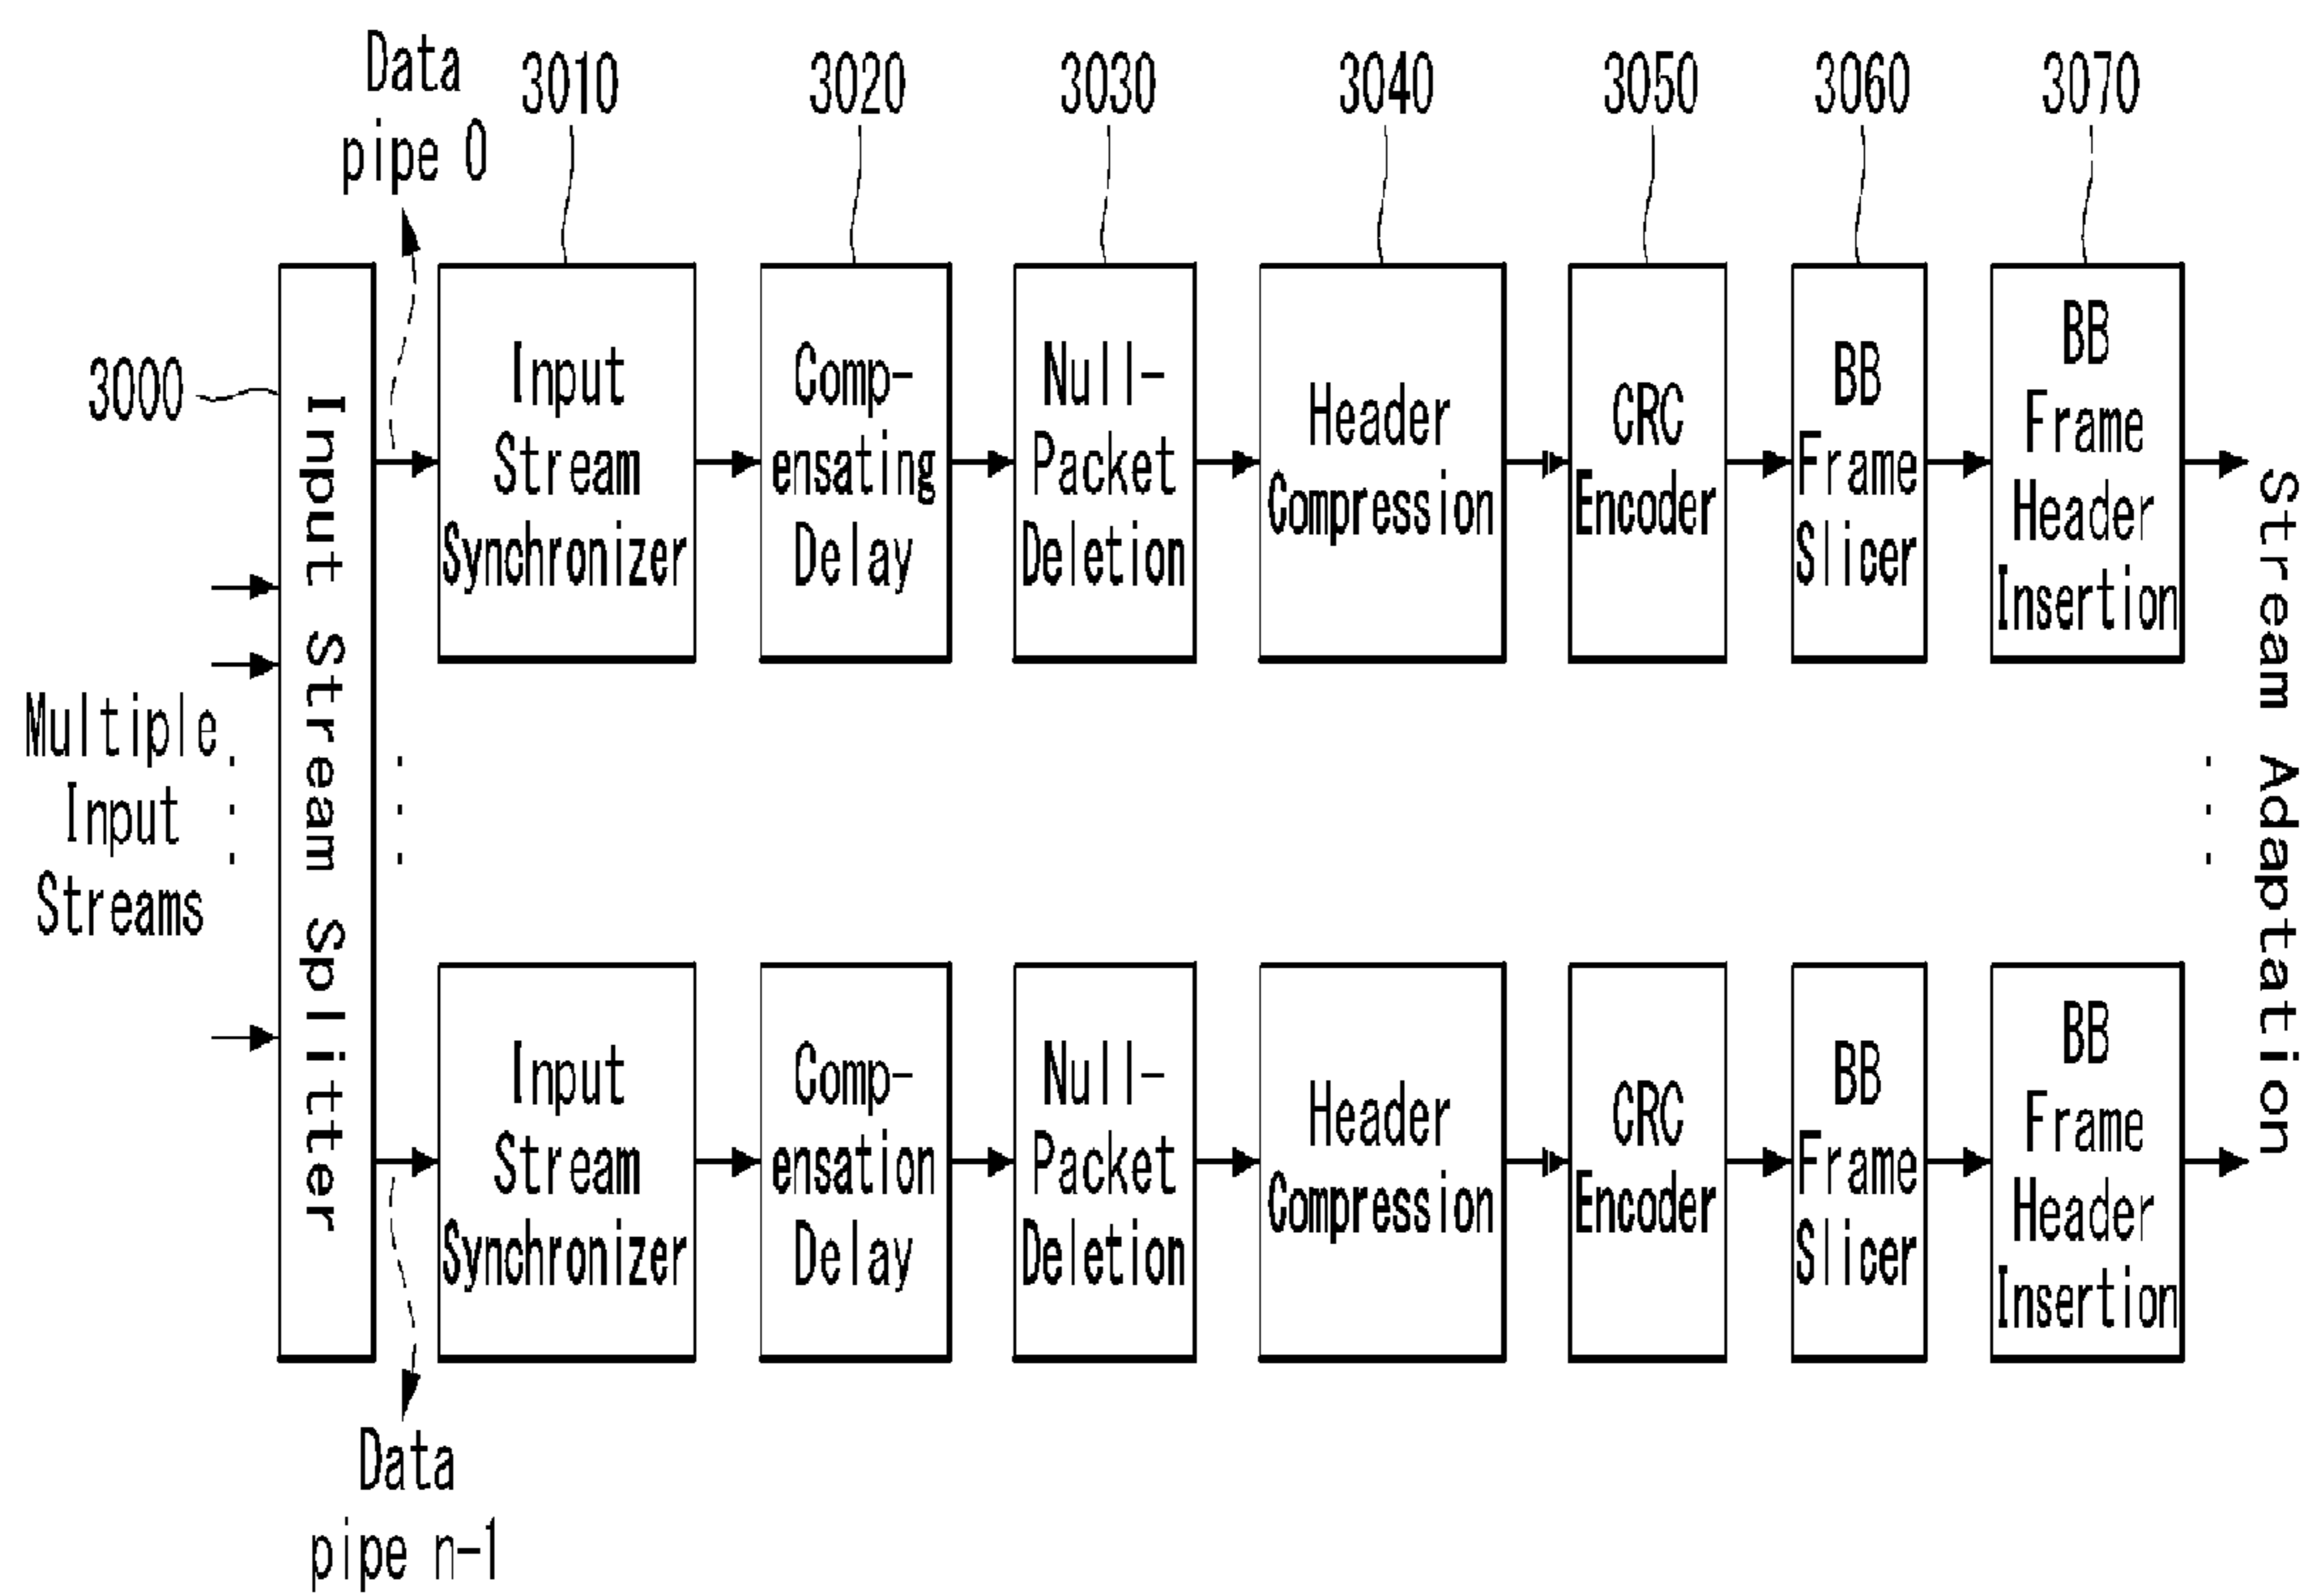 Data
pipe 0
3010
3020
3030
3040
3050
3060
3070
3000
Multiple
Input
Streams
Input Stream Splitter
Input
Stream
Synchronizer
Comp-
ensating
Delay
Null-
Packet
Deletion
Header
Compression
CRC
Encoder
BB
Frame
Slicer
BB
Frame
Header
Insertion
Stream Adaptation
Input
Stream
Synchronizer
Comp-
ensation
Delay
Null-
Packet
Deletion
Header
Compression
CRC
Encoder
BB
Frame
Slicer
BB
Frame
Header
Insertion
Data
pipe n-1